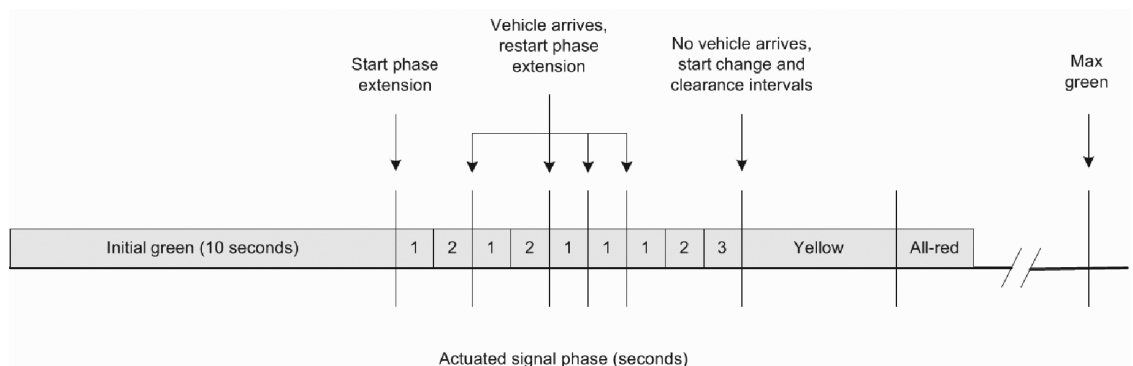 Vehicle arrives,
restart phase
extension
Start phase
extension
No vehicle arrives,
start change and
clearance intervals
Max
green
Initial green (10 seconds)
1
2
1
2
1
1
1
2
3
Yellow
All-red
Actuated signal phase (seconds)